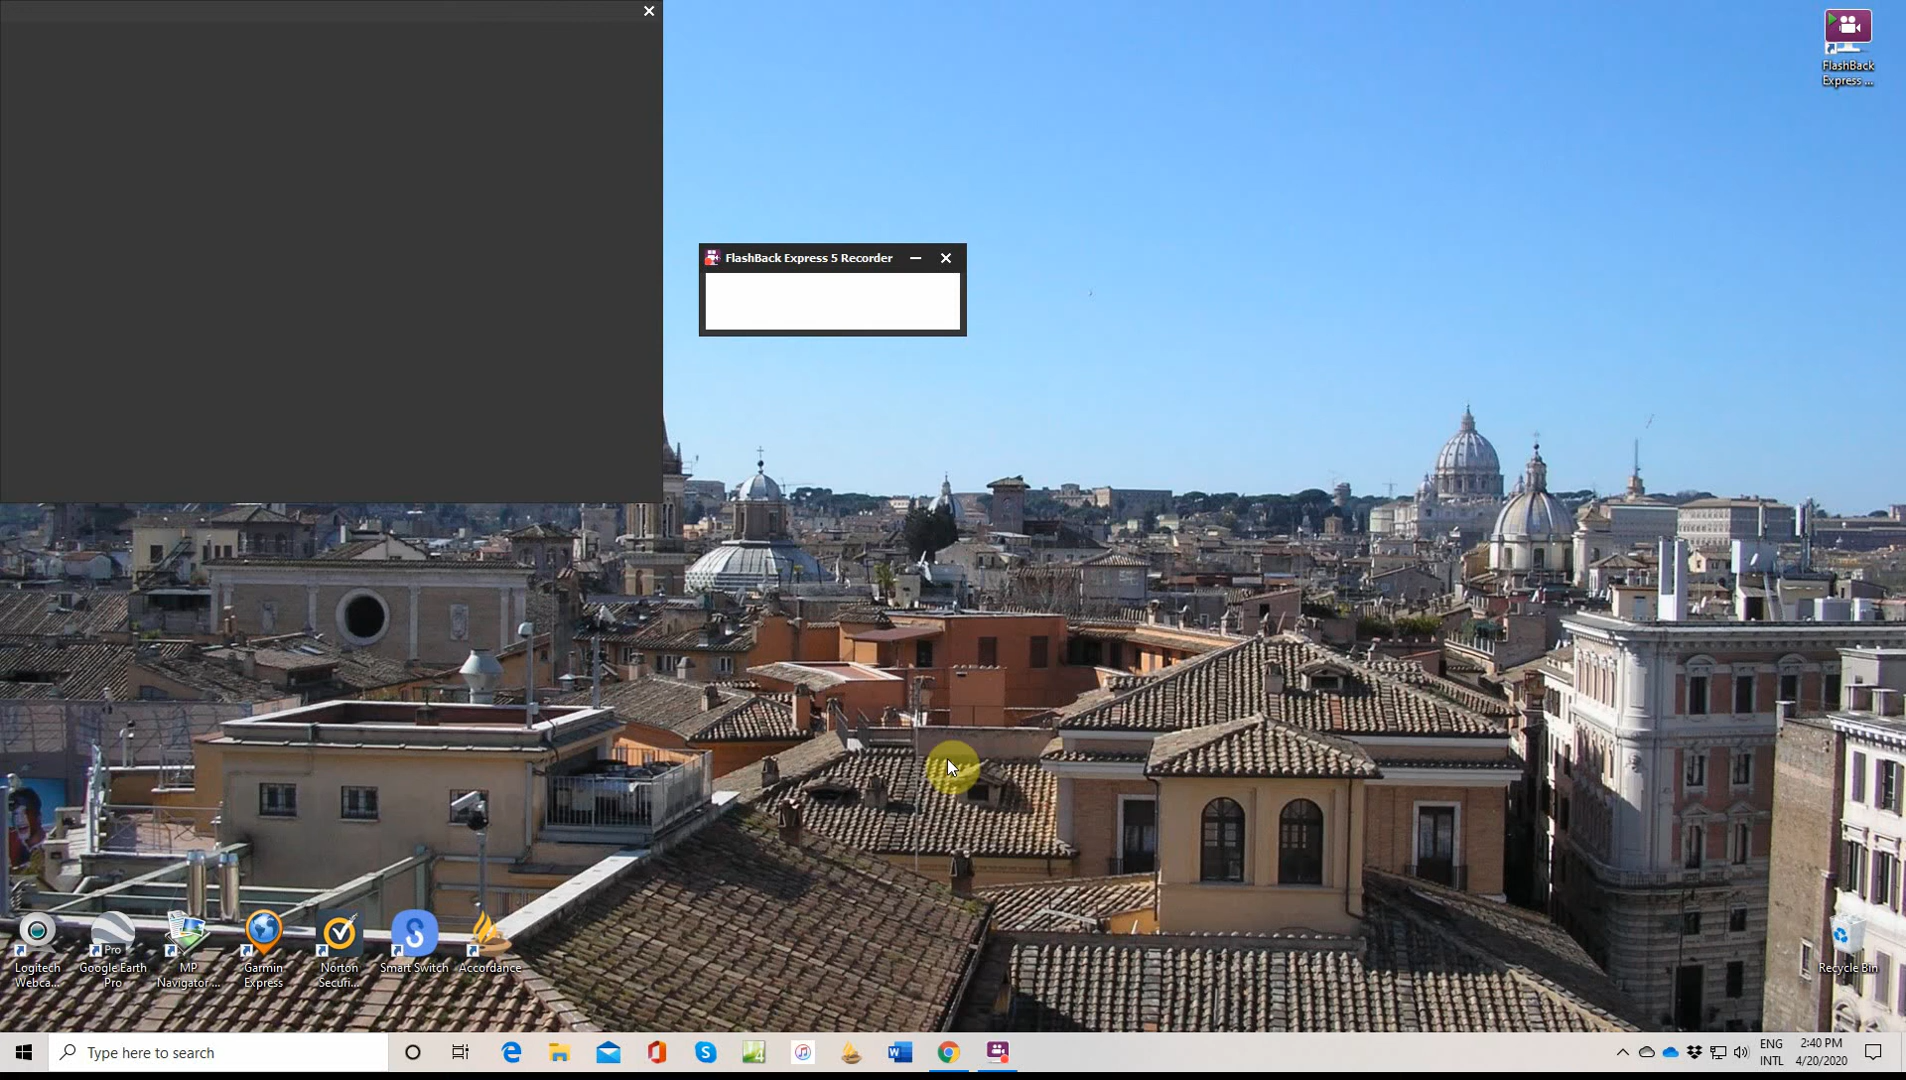 FlashBack
Express ...
FlashBack Express 5 Recorder
Logitech
Webca...
Pro
Google Earth
Pro
MP
Navigator...
Garmin
Express
Norton
Securi...
S
Smart Switch
Accordance
Recycle Bin
Type here to search
ENG
INTL
2:40 PM
4/20/2020